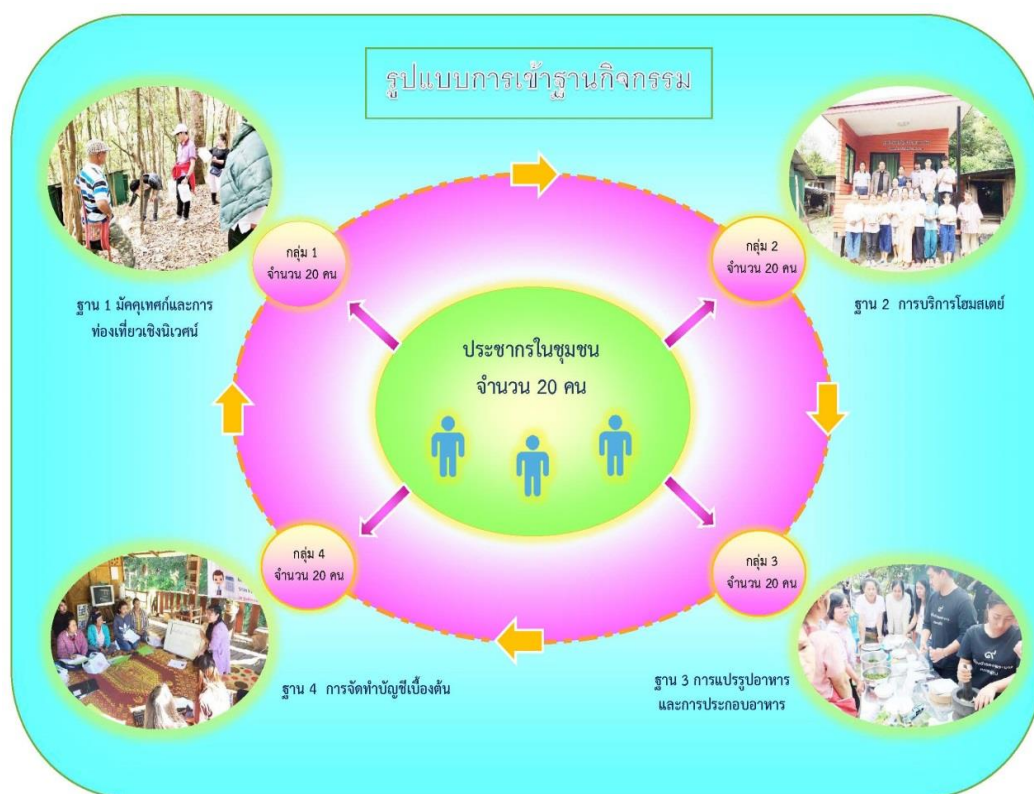 รูปแบบการเข้าฐานกิจกรรม
กลุ่ม 1
จำนวน 20 คน
กลุ่ม 2
จำนวน 20 คน
ฐาน 1 มัคคุเทศก์และการ
ท่องเที่ยวเชิงนิเวศน์
ฐาน 2 การบริการโฮมสเตย์
ประชากรในชุมชน
จำนวน 20 คน
กลุ่ม 4
จำนวน 20 คน
กลุ่ม 3
จำนวน 20 คน
ฐาน 4 การจัดทำบัญชีเบื้องต้น
ฐาน 3 การแปรรูปอาหาร
และการประกอบอาหาร